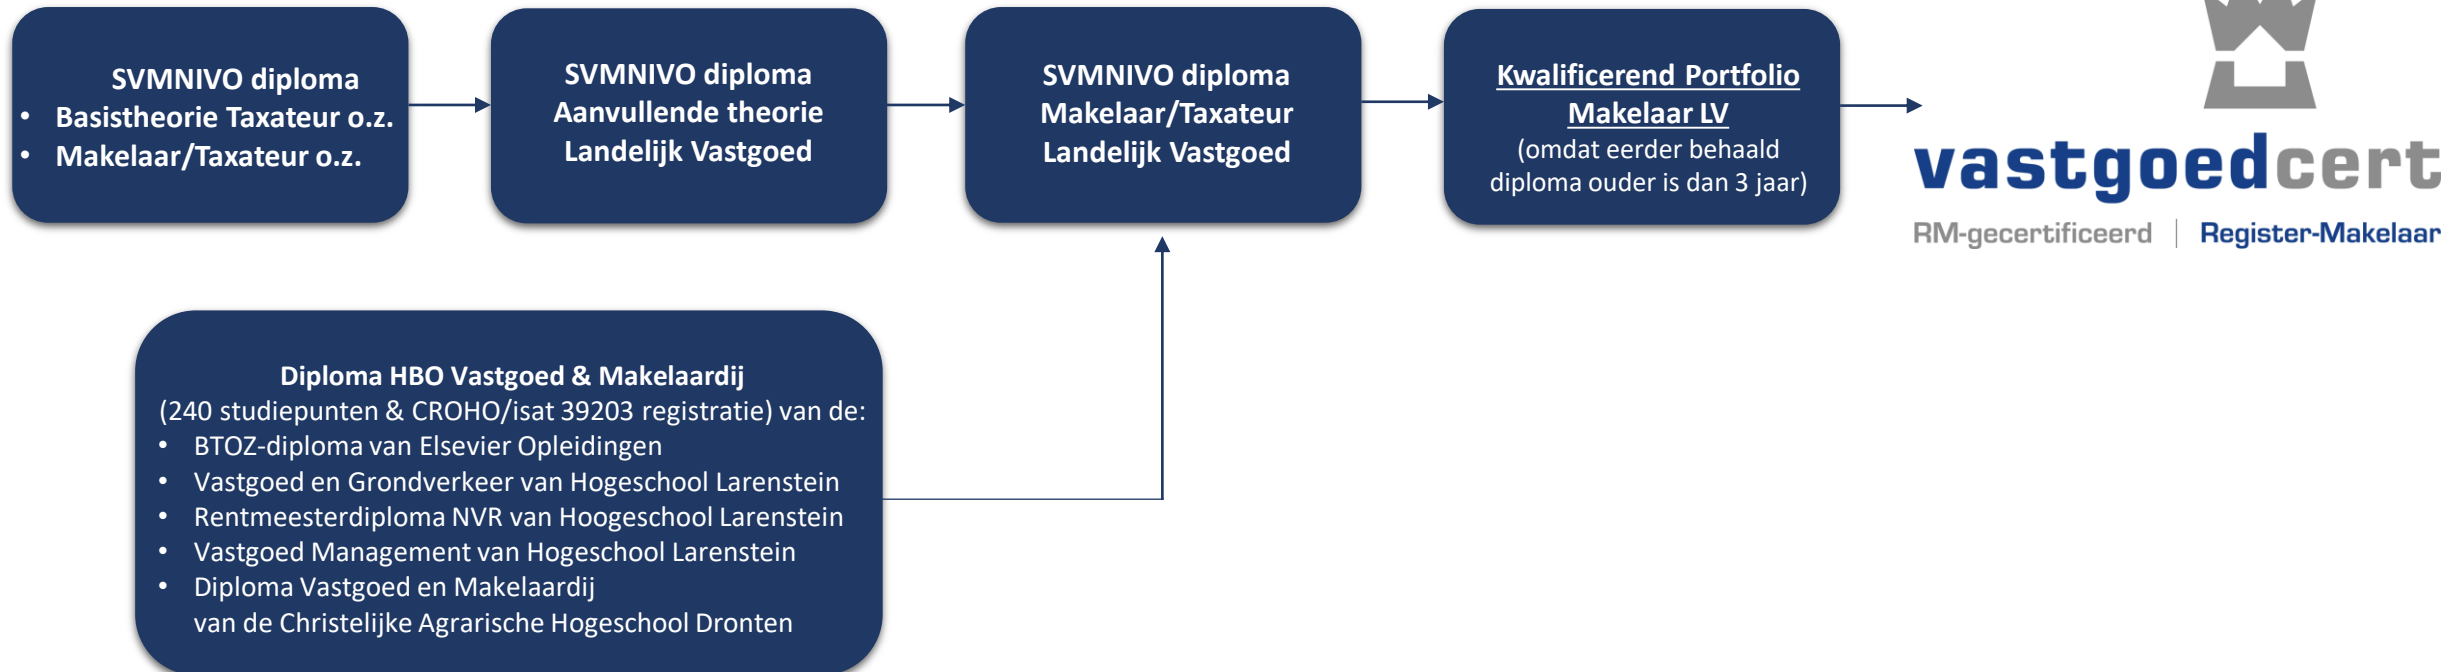 SVMNIVO diploma
• Basistheorie Taxateur o.z.
• Makelaar/Taxateur o.z.
SVMNIVO diploma
Aanvullende theorie
Landelijk Vastgoed
SVMNIVO diploma
Makelaar/Taxateur
Landelijk Vastgoed
Kwalificerend Portfolio
Makelaar LV
(omdat eerder behaald
diploma ouder is dan 3 jaar)
vastgoedcert
RM-gecertificeerd | Register-Makelaar
Diploma HBO Vastgoed & Makelaardij
(240 studiepunten & CROHO/isat 39203 registratie) van de:
• BTOZ-diploma van Elsevier Opleidingen
• Vastgoed en Grondverkeer van Hogeschool Larenstein
• Rentmeesterdiploma NVR van Hoogeschool Larenstein
• Vastgoed Management van Hogeschool Larenstein
• Diploma Vastgoed en Makelaardij
van de Christelijke Agrarische Hogeschool Dronten